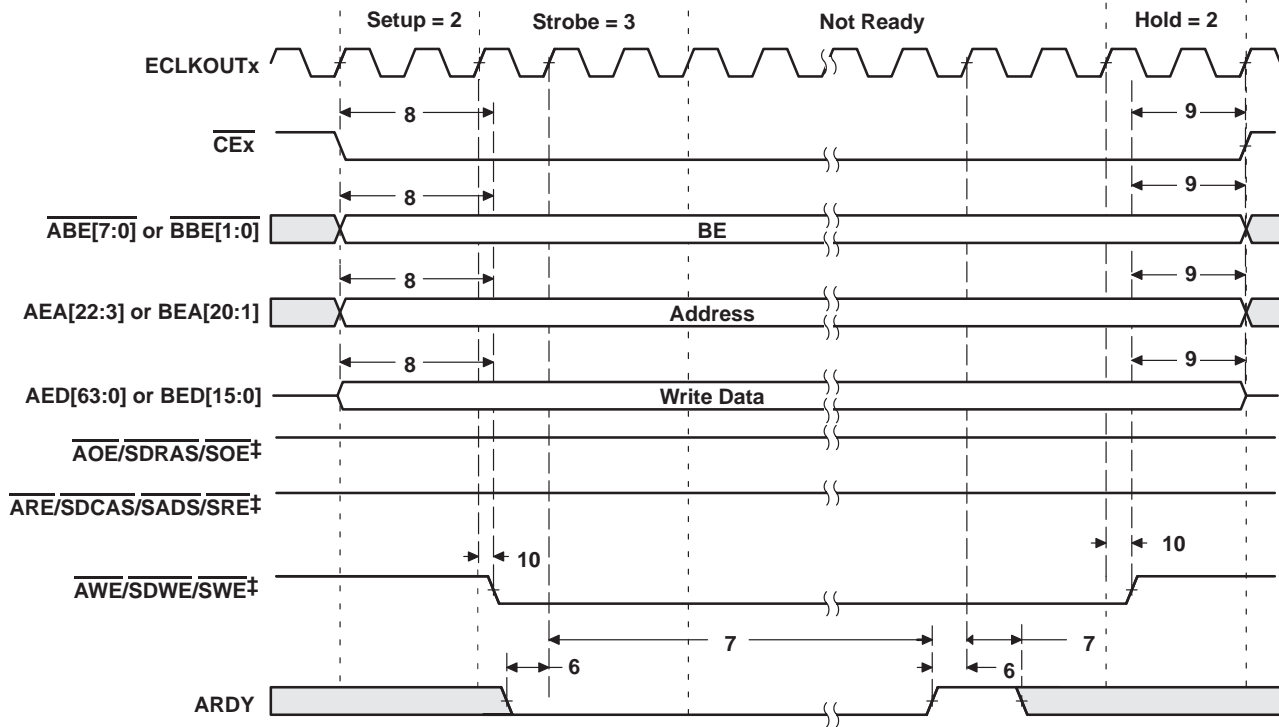 Setup = 2
Strobe = 3
Not Ready
Hold = 2
ECLKOUTx
8
9
CEx
8
9
ABE[7:0] or BBE[1:0]
BE
8
9
AEA[22:3] or BEA[20:1]
Address
8
9
AED[63:0] or BED[15:0]
Write Data
AOE/SDRAS/SOE‡
ARE/SDCAS/SADS/SRE‡
10
10
AWE/SDWE/SWE‡
7
7
6
6
ARDY